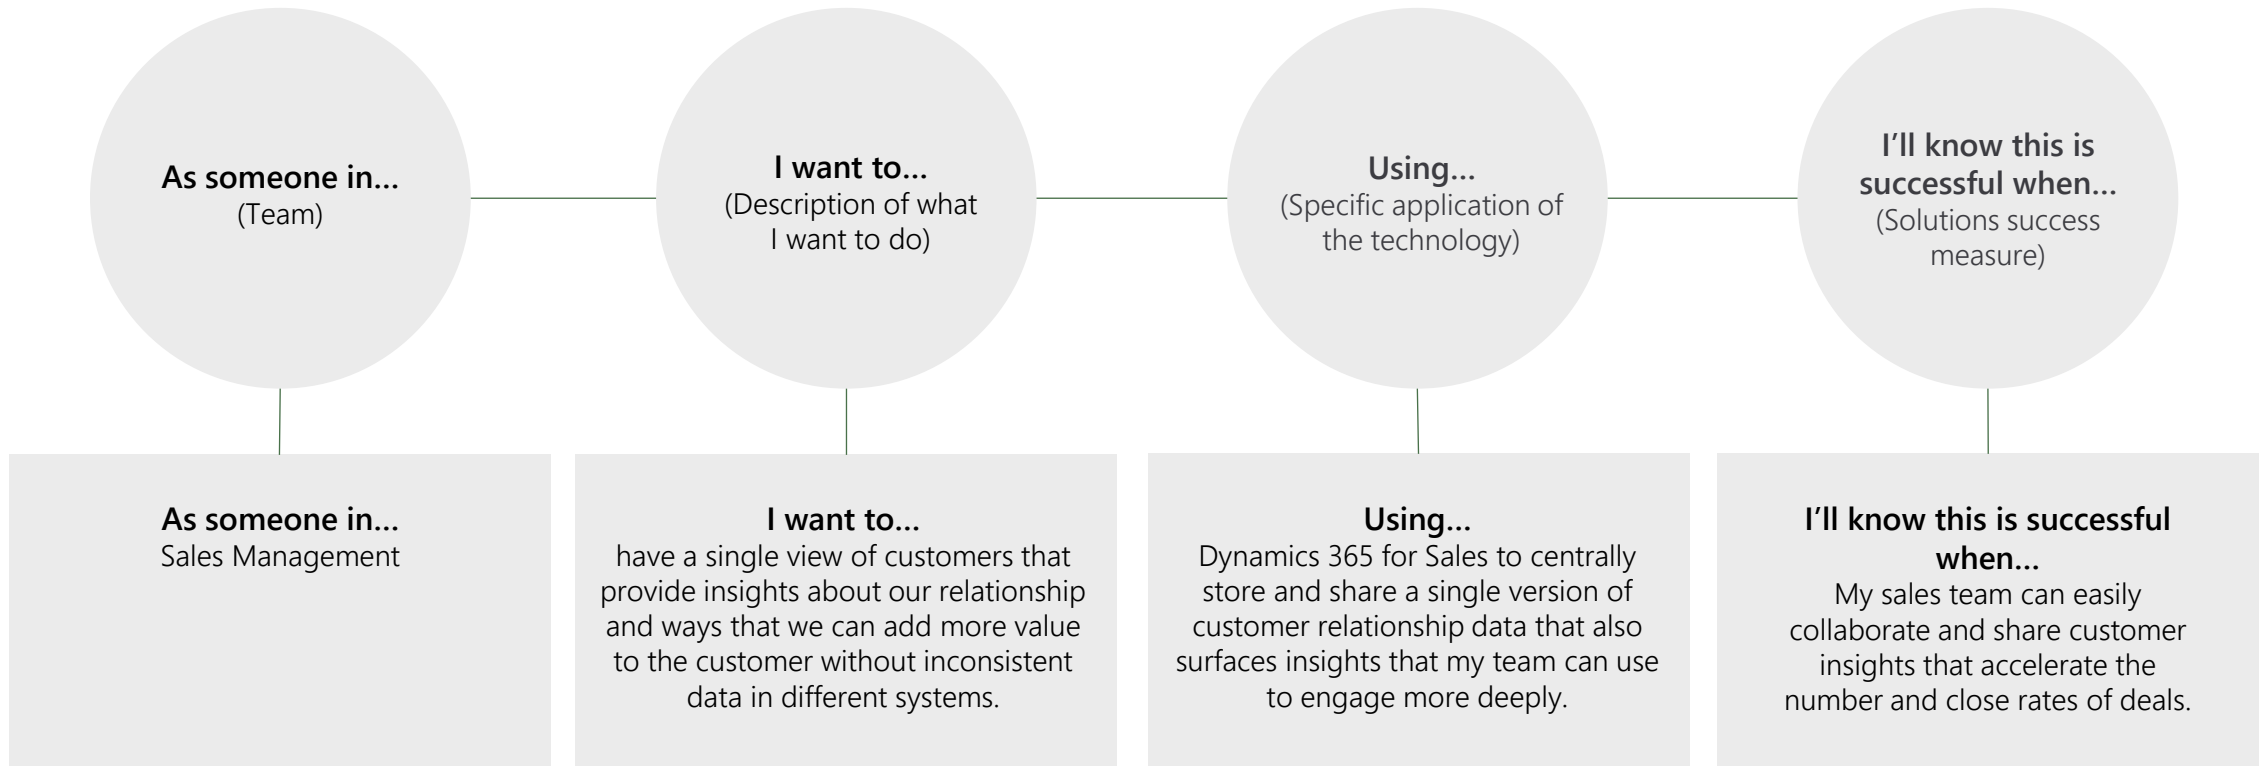 As someone in...
(Team)
I want to...
(Description of what
I want to do)
Using...
(Specific application of
the technology)
I'll know this is
successful when...
(Solutions success
measure)
As someone in...
Sales Management
I want to...
have a single view of customers that
provide insights about our relationship
and ways that we can add more value
to the customer without inconsistent
data in different systems.
Using...
Dynamics 365 for Sales to centrally
store and share a single version of
customer relationship data that also
surfaces insights that my team can use
to engage more deeply.
I'll know this is successful
when...
My sales team can easily
collaborate and share customer
insights that accelerate the
number and close rates of deals.